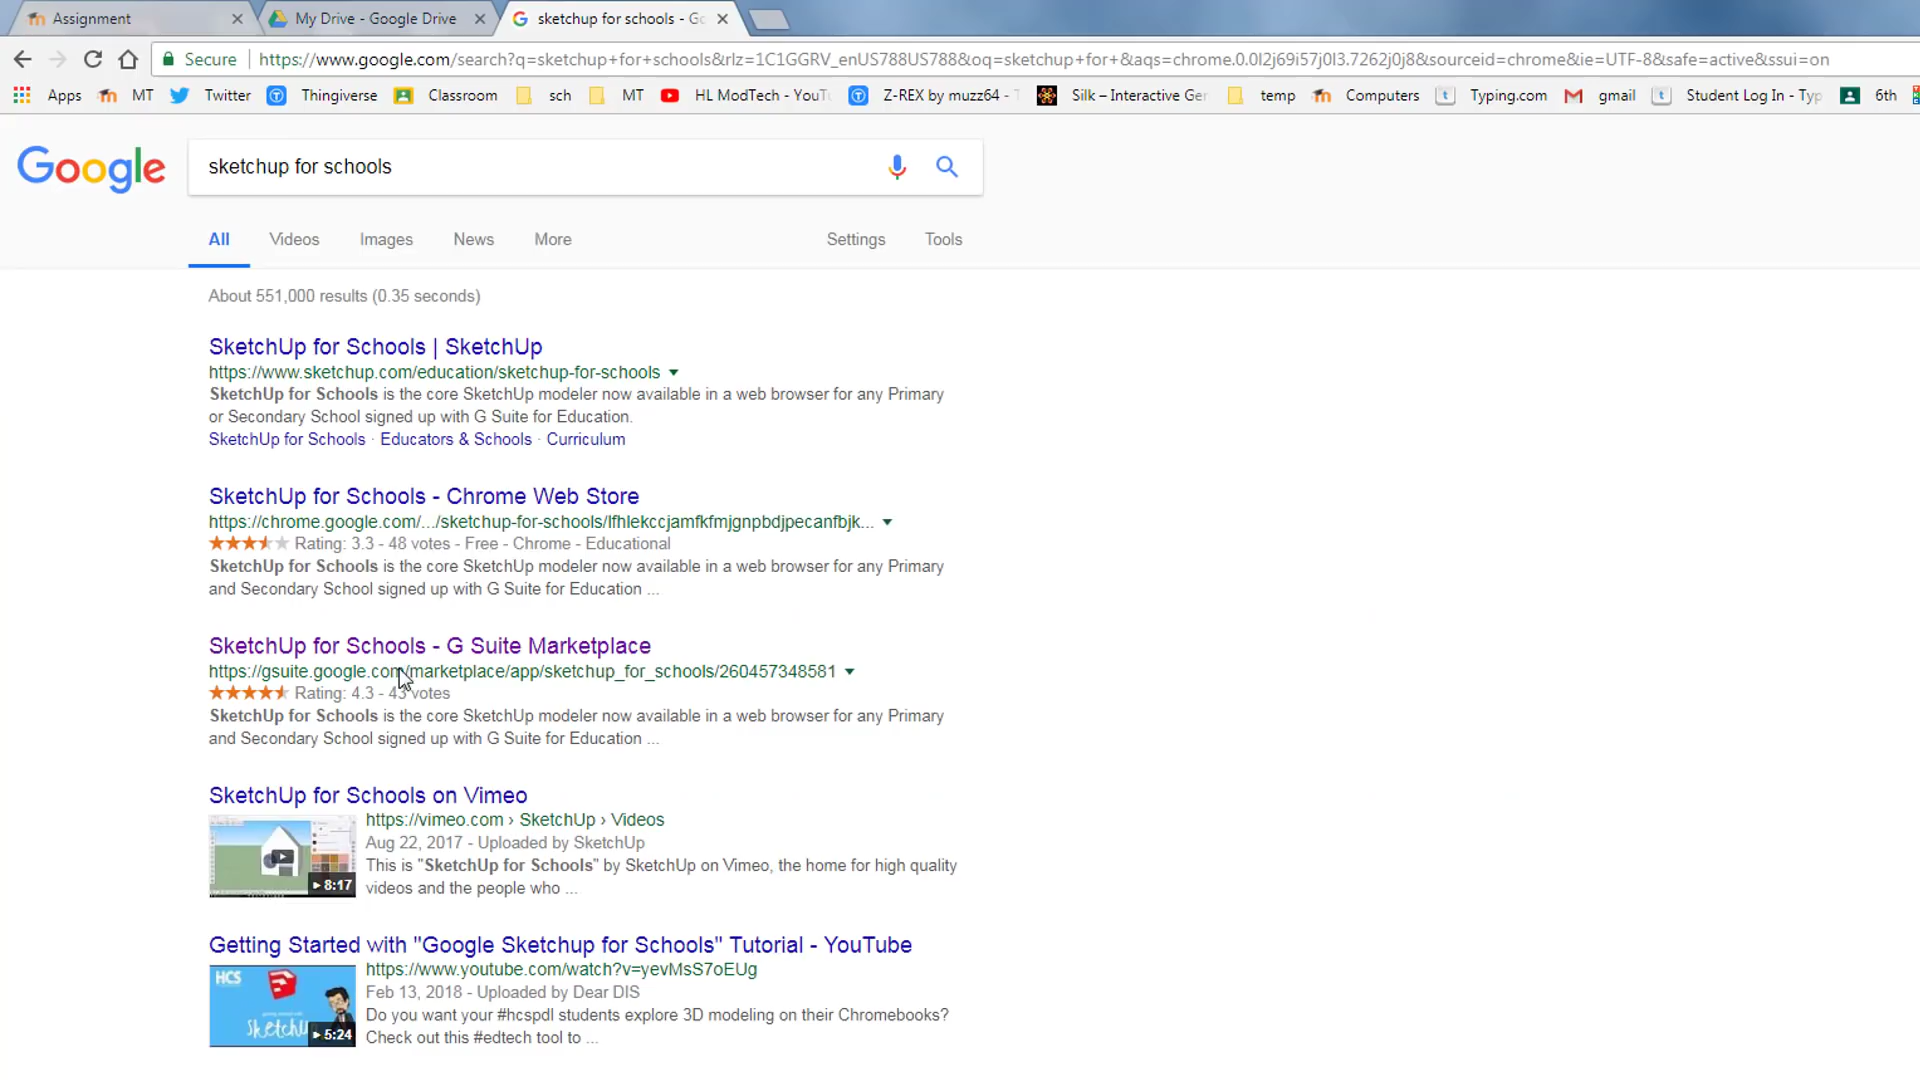 Assignment
My Drive - Google Drive
sketchup for schools - Go
Secure https://www.google.com/search?q=sketchup+for+schools&rlz=1C1GGRV_enUS788US788&oq=sketchup+for+&aqs=chrome.0.0l2j69i57j0l3.7262j0j8&sourceid=chrome&ie=UTF-8&safe=active&ssui=on
Apps MT Twitter Thingiverse Classroom sch MT HL ModTech - YouTu Z-REX by muzz64 - T Silk – Interactive Ger temp Computers Typing.com gmail Student Log In - Typ 6th
Google
sketchup for schools
All Videos Images News More Settings Tools
About 551,000 results (0.35 seconds)
SketchUp for Schools | SketchUp
https://www.sketchup.com/education/sketchup-for-schools
SketchUp for Schools is the core SketchUp modeler now available in a web browser for any Primary
or Secondary School signed up with G Suite for Education.
SketchUp for Schools · Educators & Schools · Curriculum
SketchUp for Schools - Chrome Web Store
https://chrome.google.com/.../sketchup-for-schools/lfhlekccjamfkfmjgnpbdjpecanfbjk...
Rating: 3.3 - 48 votes - Free - Chrome - Educational
SketchUp for Schools is the core SketchUp modeler now available in a web browser for any Primary
and Secondary School signed up with G Suite for Education ...
SketchUp for Schools - G Suite Marketplace
https://gsuite.google.com/marketplace/app/sketchup_for_schools/260457348581
Rating: 4.3 - 43 votes
SketchUp for Schools is the core SketchUp modeler now available in a web browser for any Primary
and Secondary School signed up with G Suite for Education ...
SketchUp for Schools on Vimeo
https://vimeo.com › SketchUp › Videos
Aug 22, 2017 - Uploaded by SketchUp
This is "SketchUp for Schools" by SketchUp on Vimeo, the home for high quality
videos and the people who ...
8:17
Getting Started with "Google Sketchup for Schools" Tutorial - YouTube
https://www.youtube.com/watch?v=yevMsS7oEUg
Feb 13, 2018 - Uploaded by Dear DIS
Do you want your #hcspdl students explore 3D modeling on their Chromebooks?
Check out this #edtech tool to ...
HCS
5:24